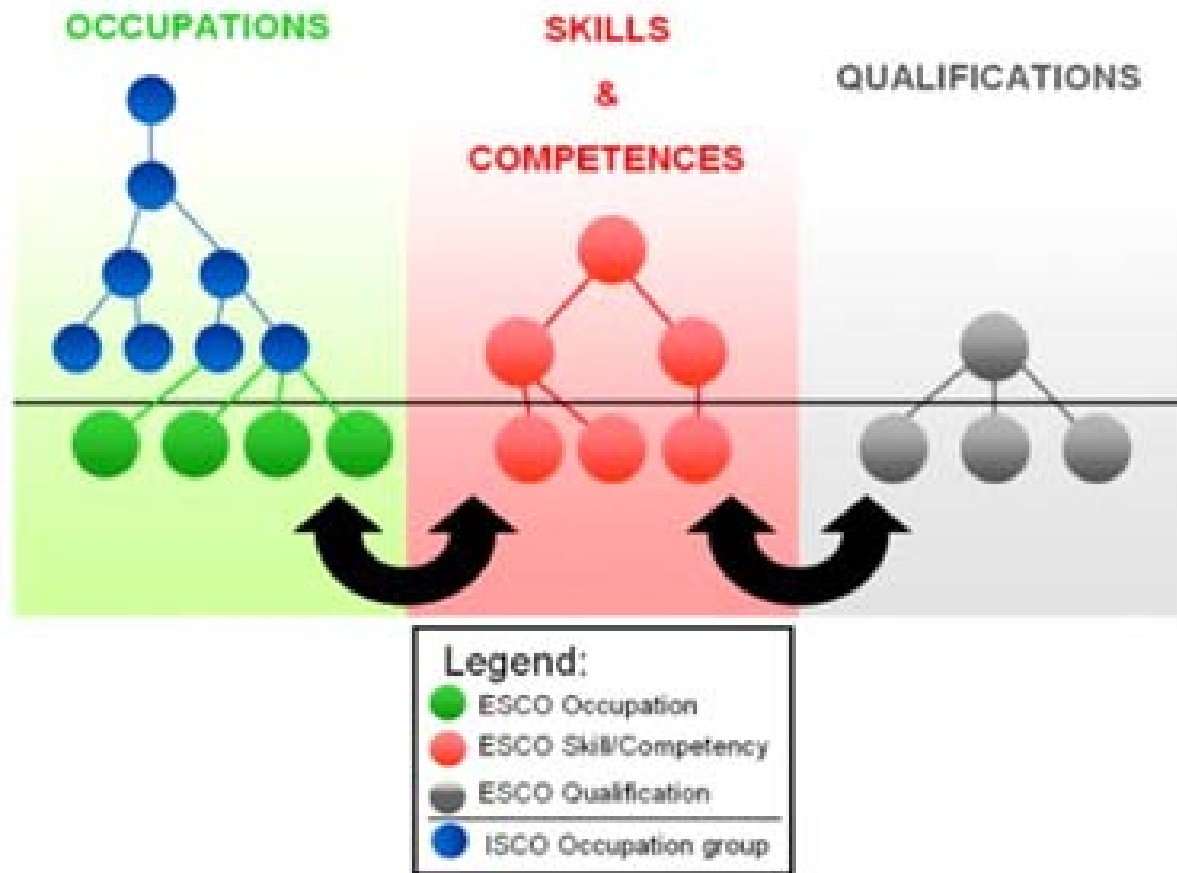 OCCUPATIONS
SKILLS
&
COMPETENCES
QUALIFICATIONS
Legend:
ESCO Occupation
ESCO Skill/Competency
ESCO Qualification
ISCO Occupation group